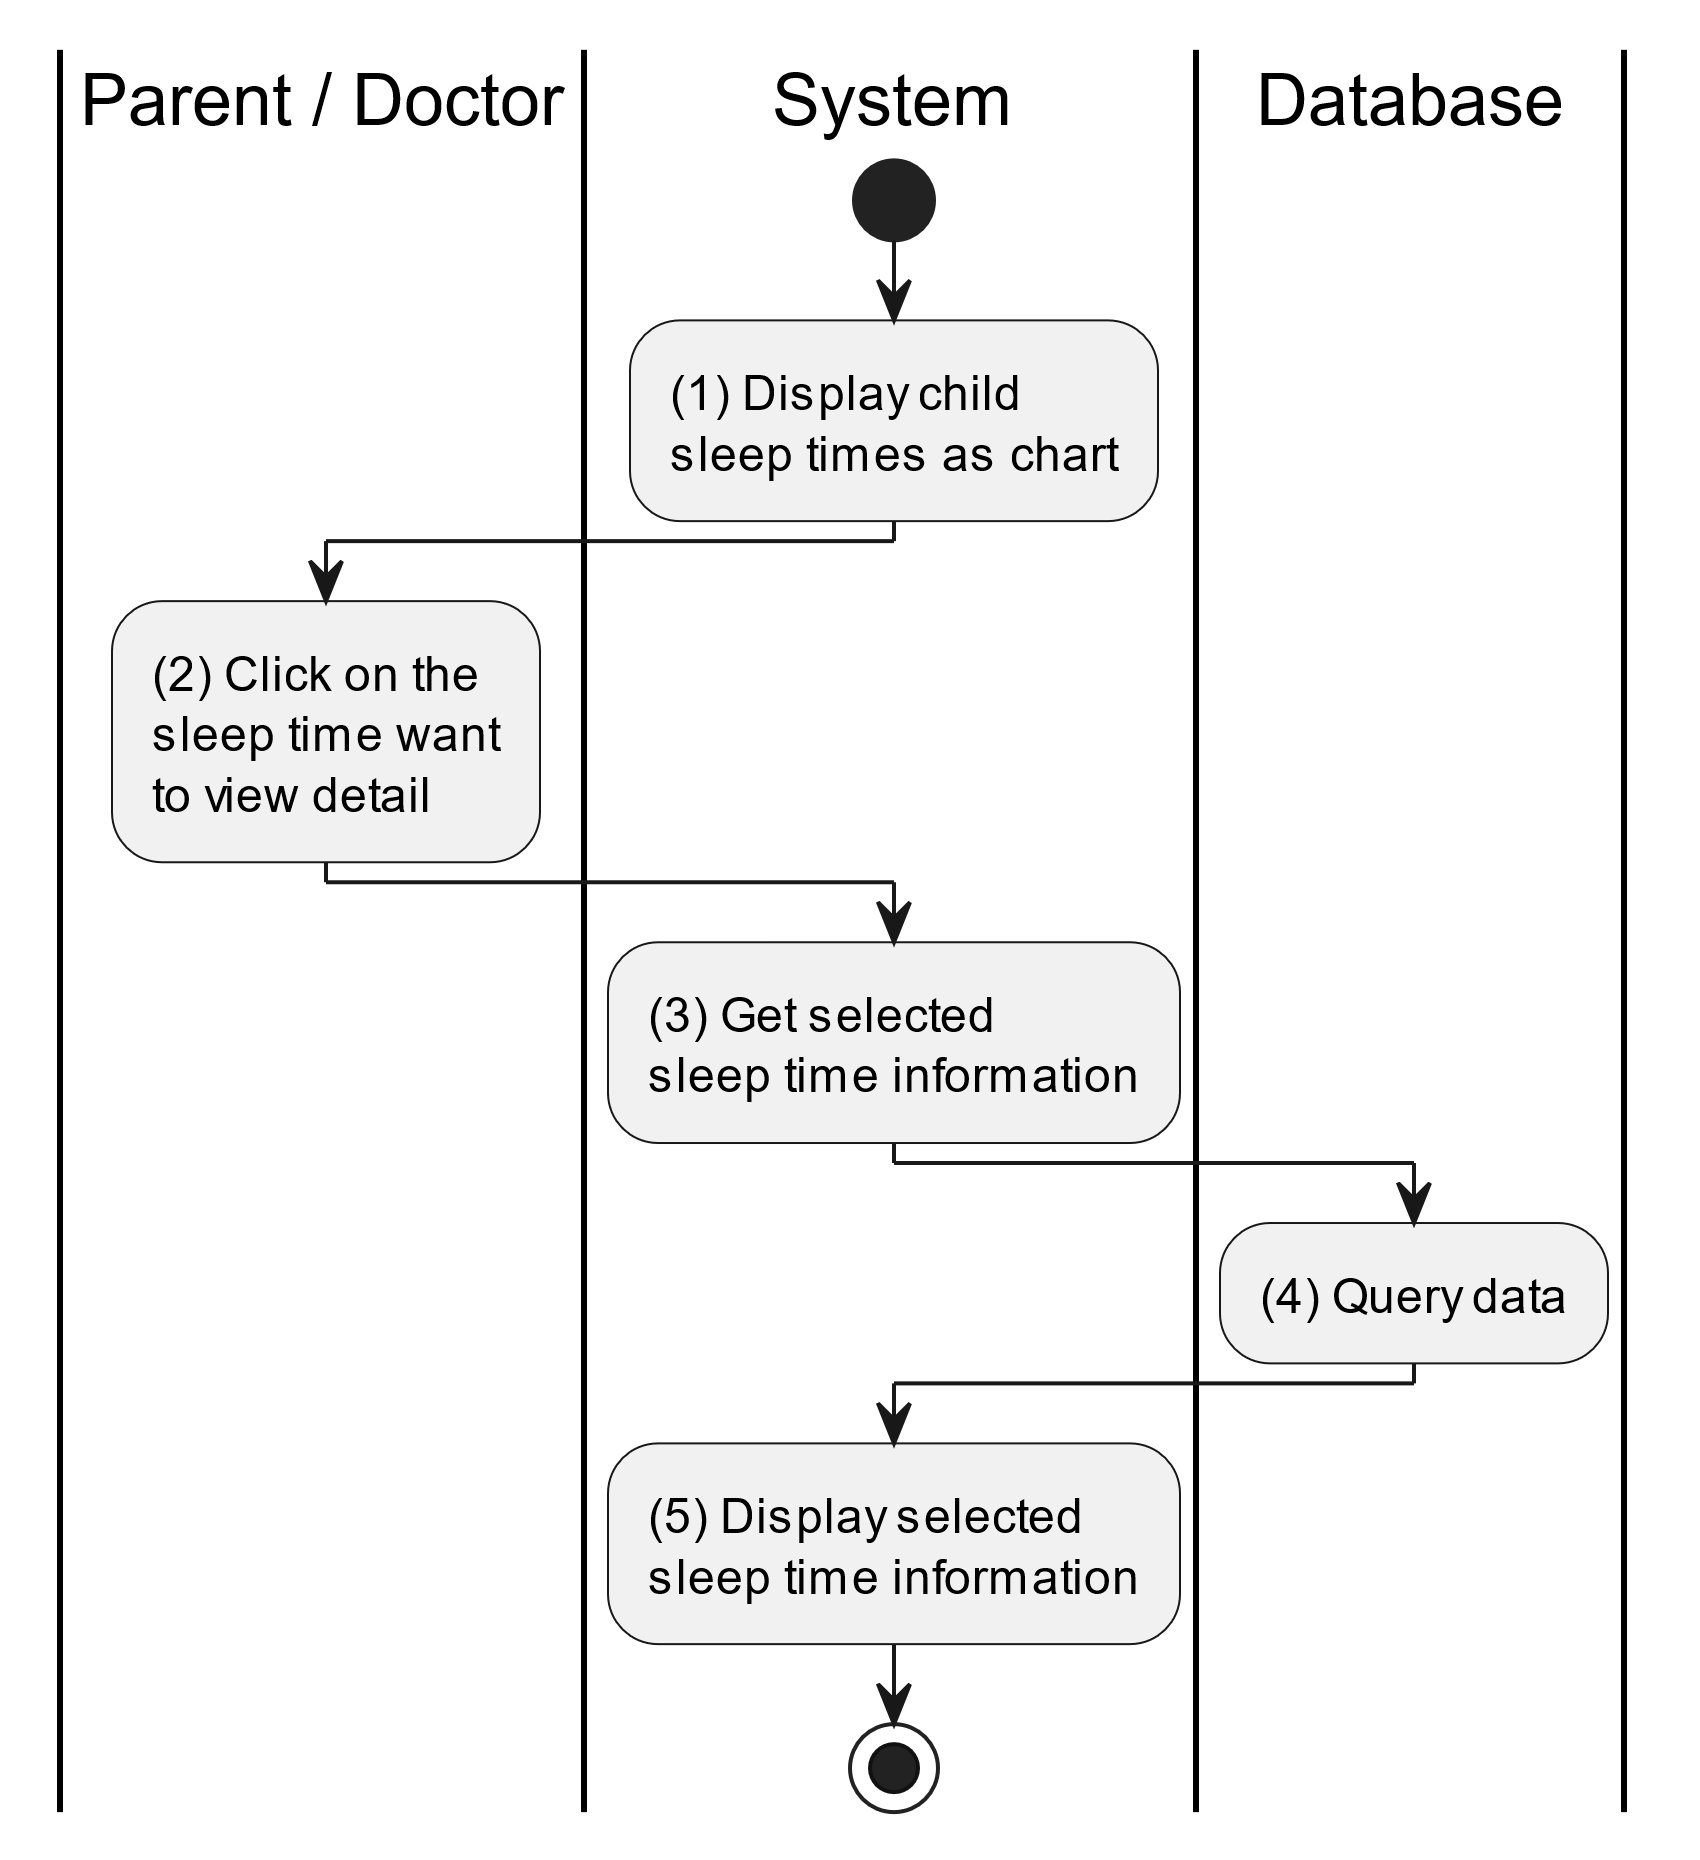 Parent / Doctor
System
Database
(1) Display child
sleep times as chart
(2) Click on the
sleep time want
to view detail
(3) Get selected
sleep time information
(4) Query data
(5) Display selected
sleep time information